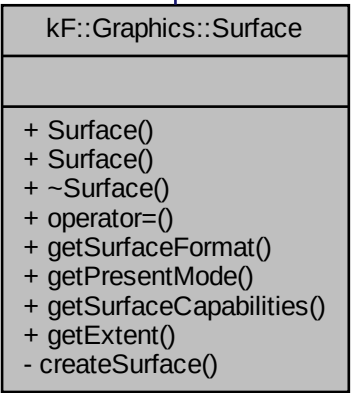 kF::Graphics::Surface
+ Surface()
+ Surface()
+ ~Surface()
+ operator=()
+ getSurfaceFormat()
+ getPresentMode()
+ getSurfaceCapabilities()
+ getExtent()
- createSurface()